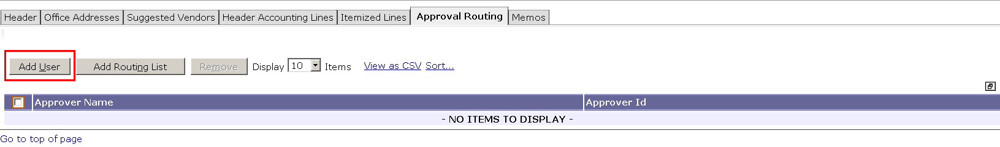 Header Office Addresses Suggested Vendors Header Accounting Lines Itemized Lines Approval Routing Memos
Add User Add Routing List Remove Display 10 Items View as CSV Sort...
Approver Name Approver Id
- NO ITEMS TO DISPLAY -
Go to top of page